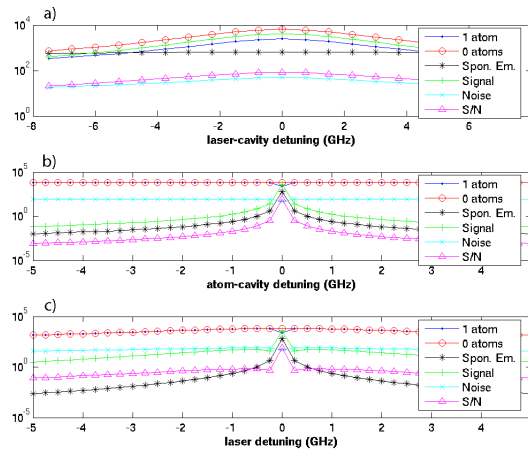 a)
10^4
10^2
10^0
-8 -6 -4 -2 0 2 4 6
laser-cavity detuning (GHz)
1 atom
0 atoms
Spon. Em.
Signal
Noise
S/N
b)
10^5
10^0
10^-5
-5 -4 -3 -2 -1 0 1 2 3 4
atom-cavity detuning (GHz)
1 atom
0 atoms
Spon. Em.
Signal
Noise
S/N
c)
10^5
10^0
10^-5
-5 -4 -3 -2 -1 0 1 2 3 4
laser detuning (GHz)
1 atom
0 atoms
Spon. Em.
Signal
Noise
S/N